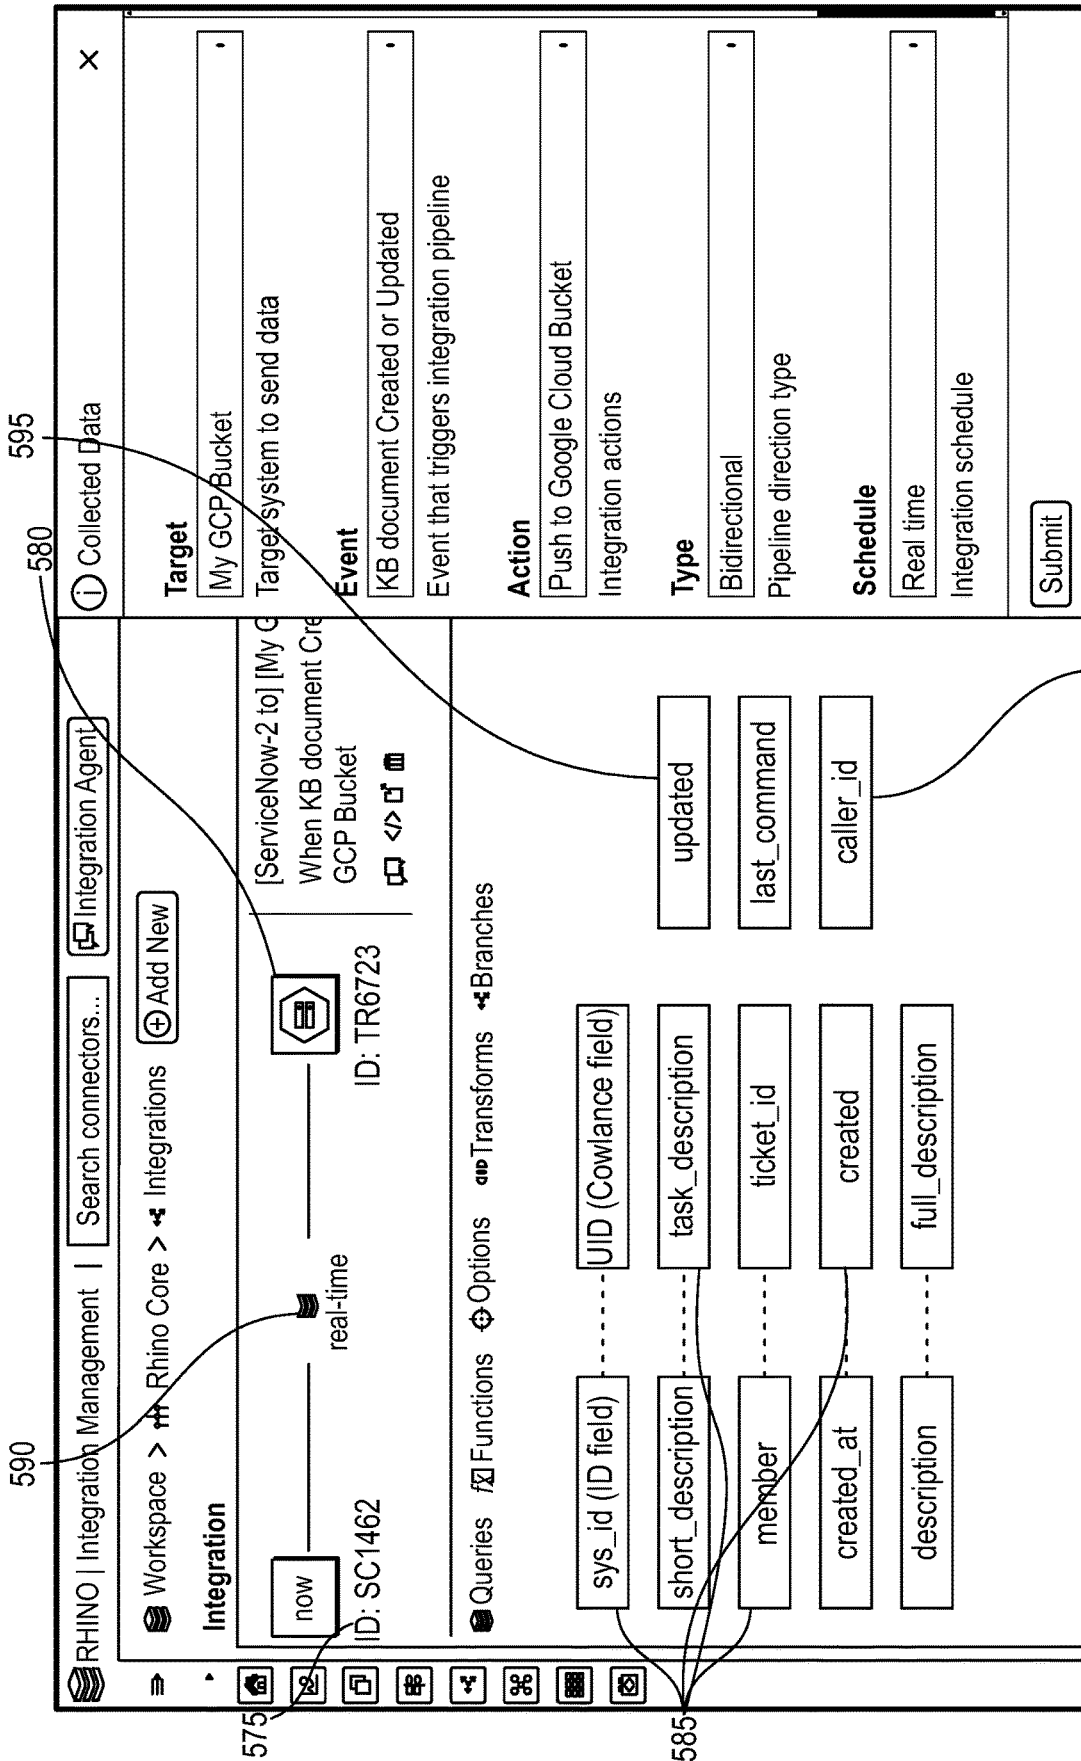 590
580
595
RHINO | Integration Management | Search connectors... Integration Agent
Workspace > Rhino Core > Integrations Add New
Integration
now
real-time
ID: SC1462
ID: TR6723
[ServiceNow-2 to] [My G
When KB document Cre
GCP Bucket
</>
Queries f Functions Options Transforms Branches
sys_id (ID field) UID (Cowlance field)
short_description task_description updated
member ticket_id last_command
created_at created caller_id
description full_description
575
585
Collected Data X
Target
My GCP Bucket
Target system to send data
Event
KB document Created or Updated
Event that triggers integration pipeline
Action
Push to Google Cloud Bucket
Integration actions
Type
Bidirectional
Pipeline direction type
Schedule
Real time
Integration schedule
Submit